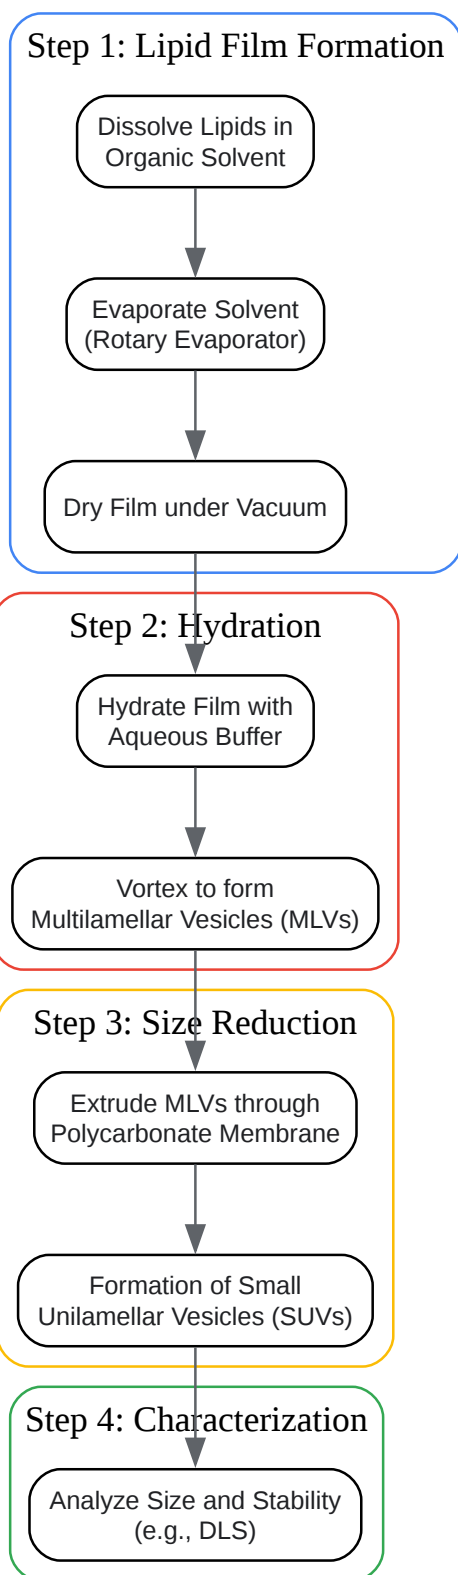 Step 1: Lipid Film Formation
Dissolve Lipids in
Organic Solvent
Evaporate Solvent
(Rotary Evaporator)
Dry Film under Vacuum
Step 2: Hydration
Hydrate Film with
Aqueous Buffer
Vortex to form
Multilamellar Vesicles (MLVs)
Step 3: Size Reduction
Extrude MLVs through
Polycarbonate Membrane
Formation of Small
Unilamellar Vesicles (SUVs)
Step 4: Characterization
Analyze Size and Stability
(e.g., DLS)